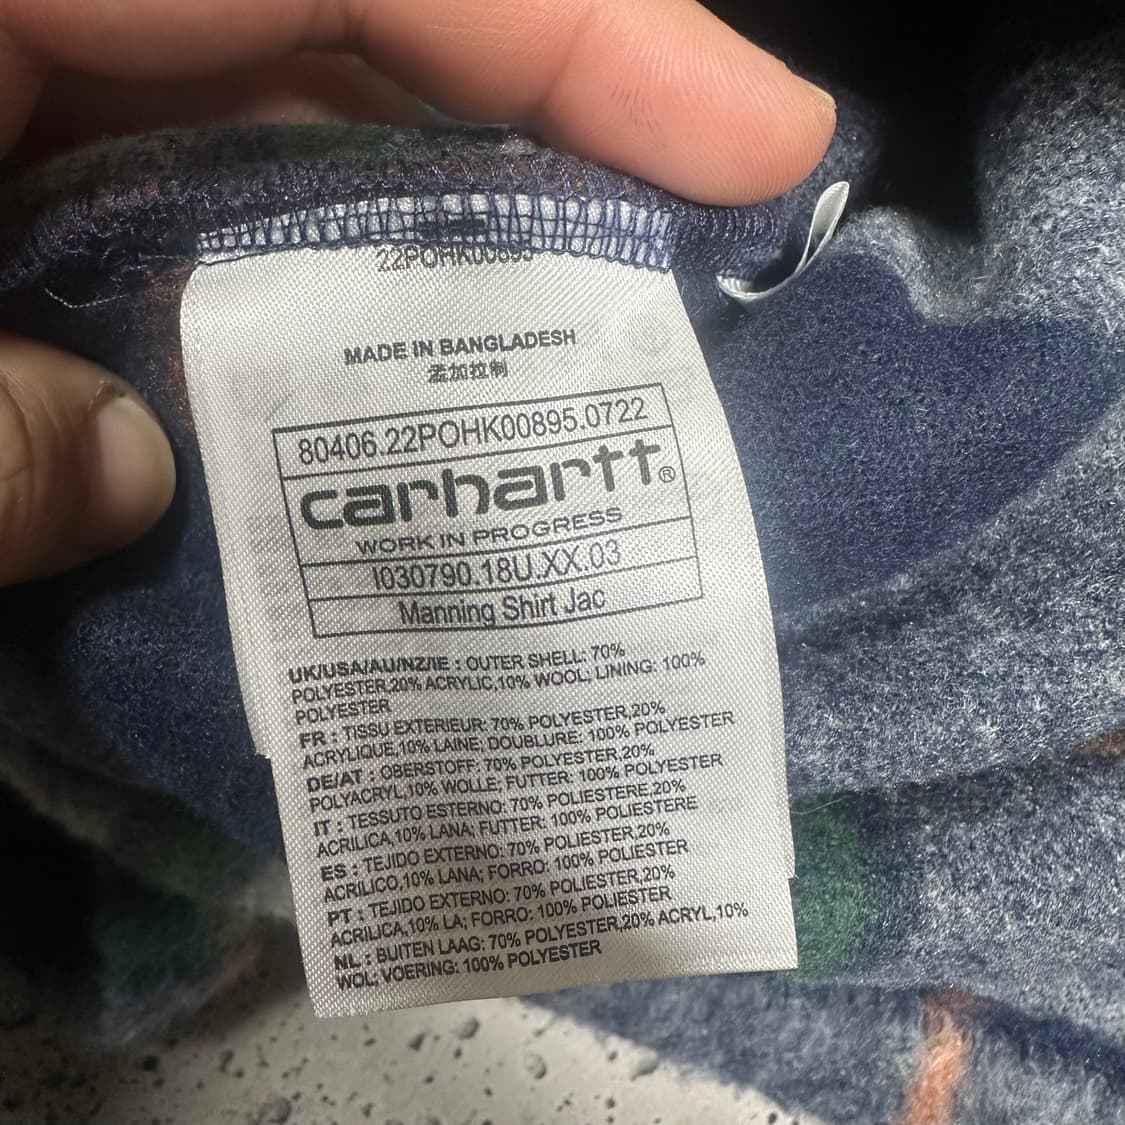 22POHK00895
MADE IN BANGLADESH
孟加拉制
80406.22POHK00895.0722
carhartt®
WORK IN PROGRESS
I030790.18U.XX.03
Manning Shirt Jac
UK/USA/AU/NZ/IE : OUTER SHELL: 70%
POLYESTER,20% ACRYLIC,10% WOOL; LINING: 100%
POLYESTER
FR : TISSU EXTERIEUR: 70% POLYESTER,20%
ACRYLIQUE,10% LAINE; DOUBLURE: 100% POLYESTER
DE/AT : OBERSTOFF: 70% POLYESTER,20%
POLYACRYL,10% WOLLE; FUTTER: 100% POLYESTER
IT : TESSUTO ESTERNO: 70% POLIESTERE,20%
ACRILICA,10% LANA; FUTTER: 100% POLIESTERE
ES : TEJIDO EXTERNO: 70% POLIESTER,20%
ACRILICO,10% LANA; FORRO: 100% POLIESTER
PT : TEJIDO EXTERNO: 70% POLIESTER,20%
ACRILICA,10% LA; FORRO: 100% POLIESTER
NL : BUITEN LAAG: 70% POLYESTER,20% ACRYL,10%
WOL; VOERING: 100% POLYESTER